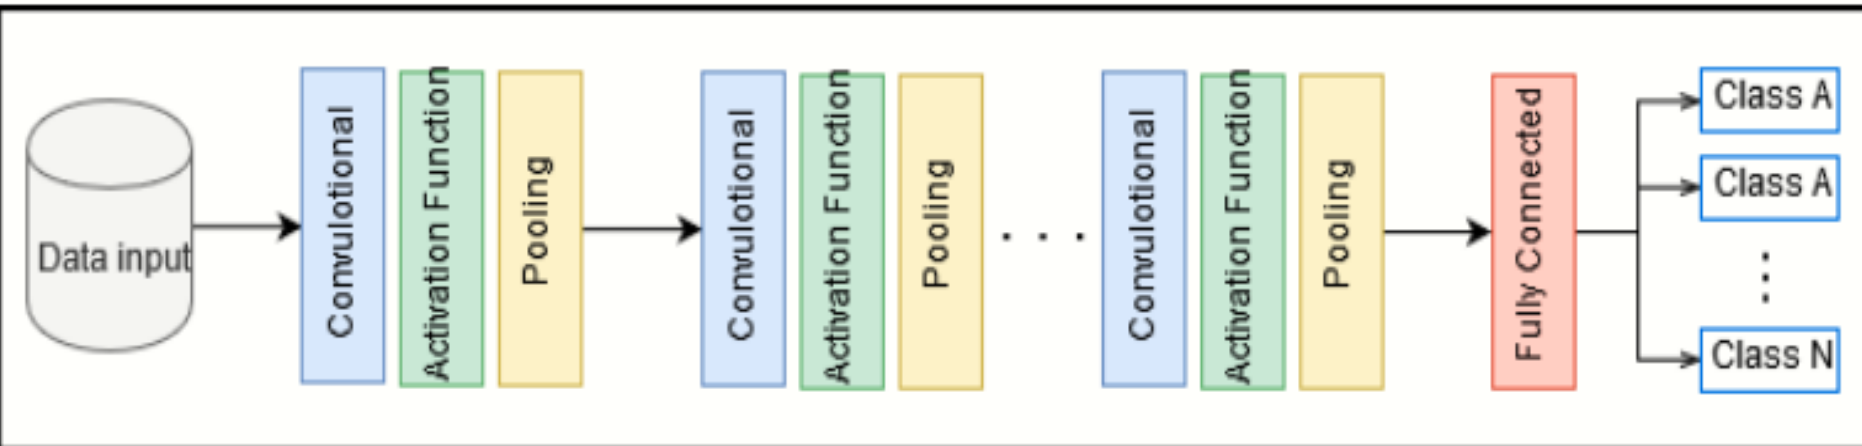 Data input
Convulotional
Activation Function
Pooling
Convulotional
Activation Function
Pooling
. . .
Convulotional
Activation Function
Pooling
Fully Connected
Class A
Class A
Class N